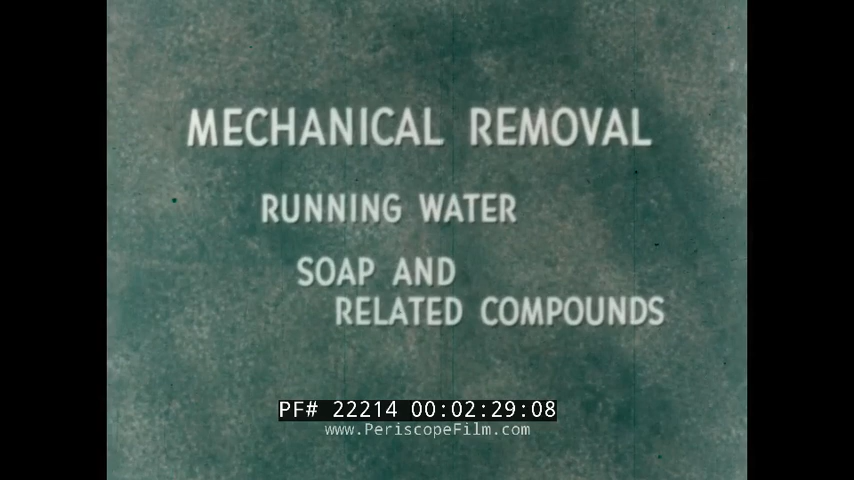 MECHANICAL REMOVAL
RUNNING WATER
SOAP AND
RELATED COMPOUNDS
PF# 22214 00:02:29:08
www.PeriscopeFilm.com